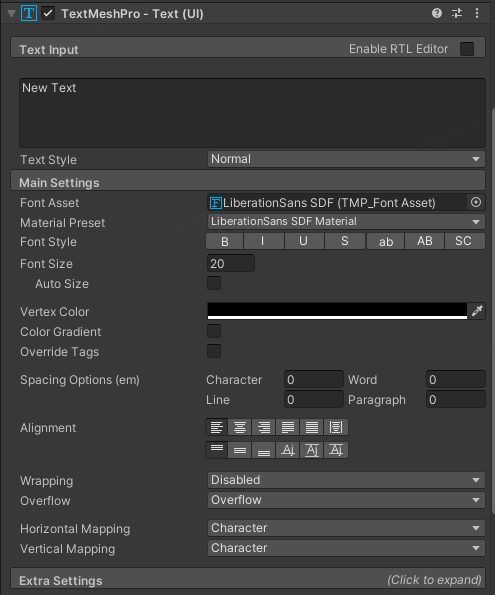 TextMeshPro - Text (UI)
Text Input Enable RTL Editor
New Text
Text Style Normal
Main Settings
Font Asset LiberationSans SDF (TMP_Font Asset)
Material Preset LiberationSans SDF Material
Font Style B I U S ab AB SC
Font Size 20
Auto Size
Vertex Color
Color Gradient
Override Tags
Spacing Options (em) Character 0 Word 0
Line 0 Paragraph 0
Alignment
Wrapping Disabled
Overflow Overflow
Horizontal Mapping Character
Vertical Mapping Character
Extra Settings (Click to expand)